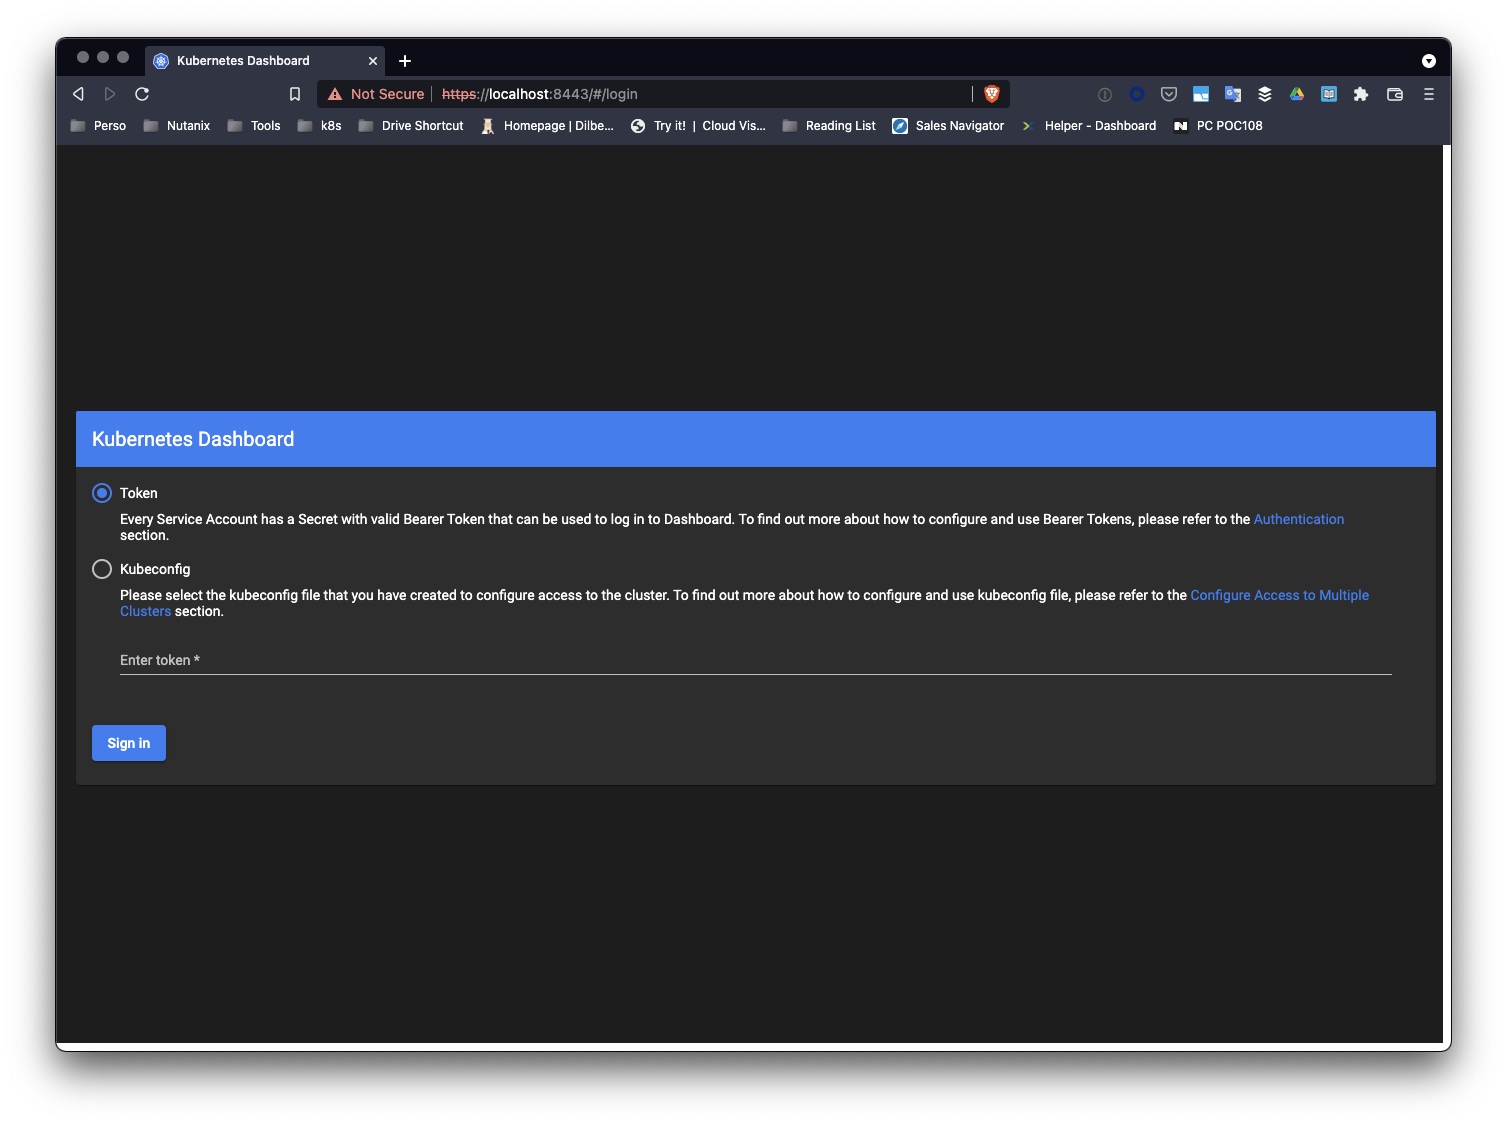 Kubernetes Dashboard
Not Secure https://localhost:8443/#/login
Perso Nutanix Tools k8s Drive Shortcut Homepage | Dilbe... Try it! | Cloud Vis... Reading List Sales Navigator Helper - Dashboard PC POC108
Kubernetes Dashboard
Token
Every Service Account has a Secret with valid Bearer Token that can be used to log in to Dashboard. To find out more about how to configure and use Bearer Tokens, please refer to the Authentication
section.
Kubeconfig
Please select the kubeconfig file that you have created to configure access to the cluster. To find out more about how to configure and use kubeconfig file, please refer to the Configure Access to Multiple
Clusters section.
Enter token *
Sign in